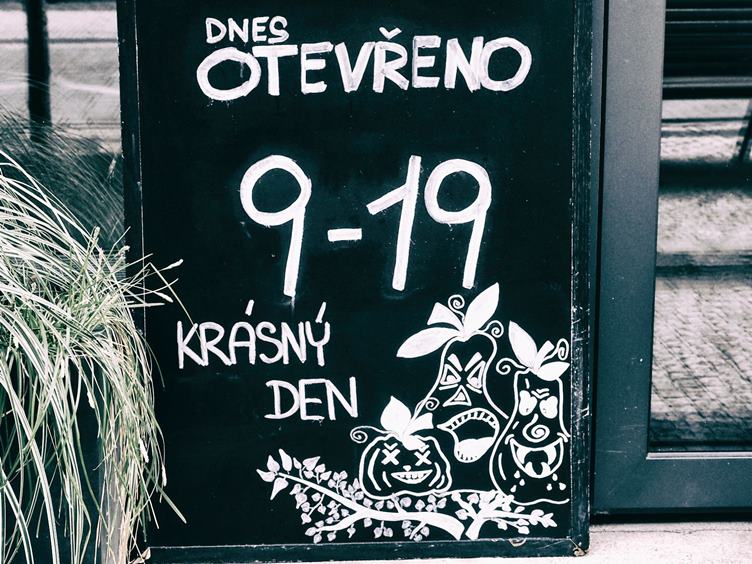 DNES
OTEVŘENO
9-19
KRÁSNÝ
DEN